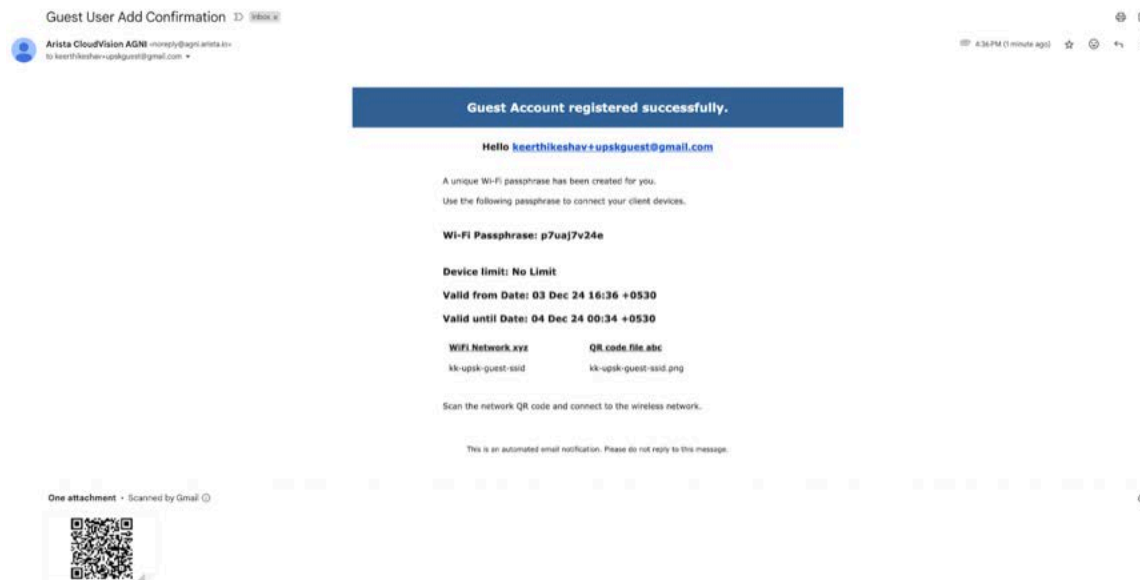 Guest User Add Confirmation Inbox x
Arista CloudVision AGNI <noreply@agni.arista.io>
to keerthikeshav+upskguest@gmail.com
4:36 PM (1 minute ago)
Guest Account registered successfully.
Hello keerthikeshav+upskguest@gmail.com
A unique Wi-Fi passphrase has been created for you.
Use the following passphrase to connect your client devices.
Wi-Fi Passphrase: p7uaj7v24e
Device limit: No Limit
Valid from Date: 03 Dec 24 16:36 +0530
Valid until Date: 04 Dec 24 00:34 +0530
WiFi Network xyz QR code file abc
kk-upsk-guest-ssid kk-upsk-guest-ssid.png
Scan the network QR code and connect to the wireless network.
This is an automated email notification. Please do not reply to this message.
One attachment • Scanned by Gmail